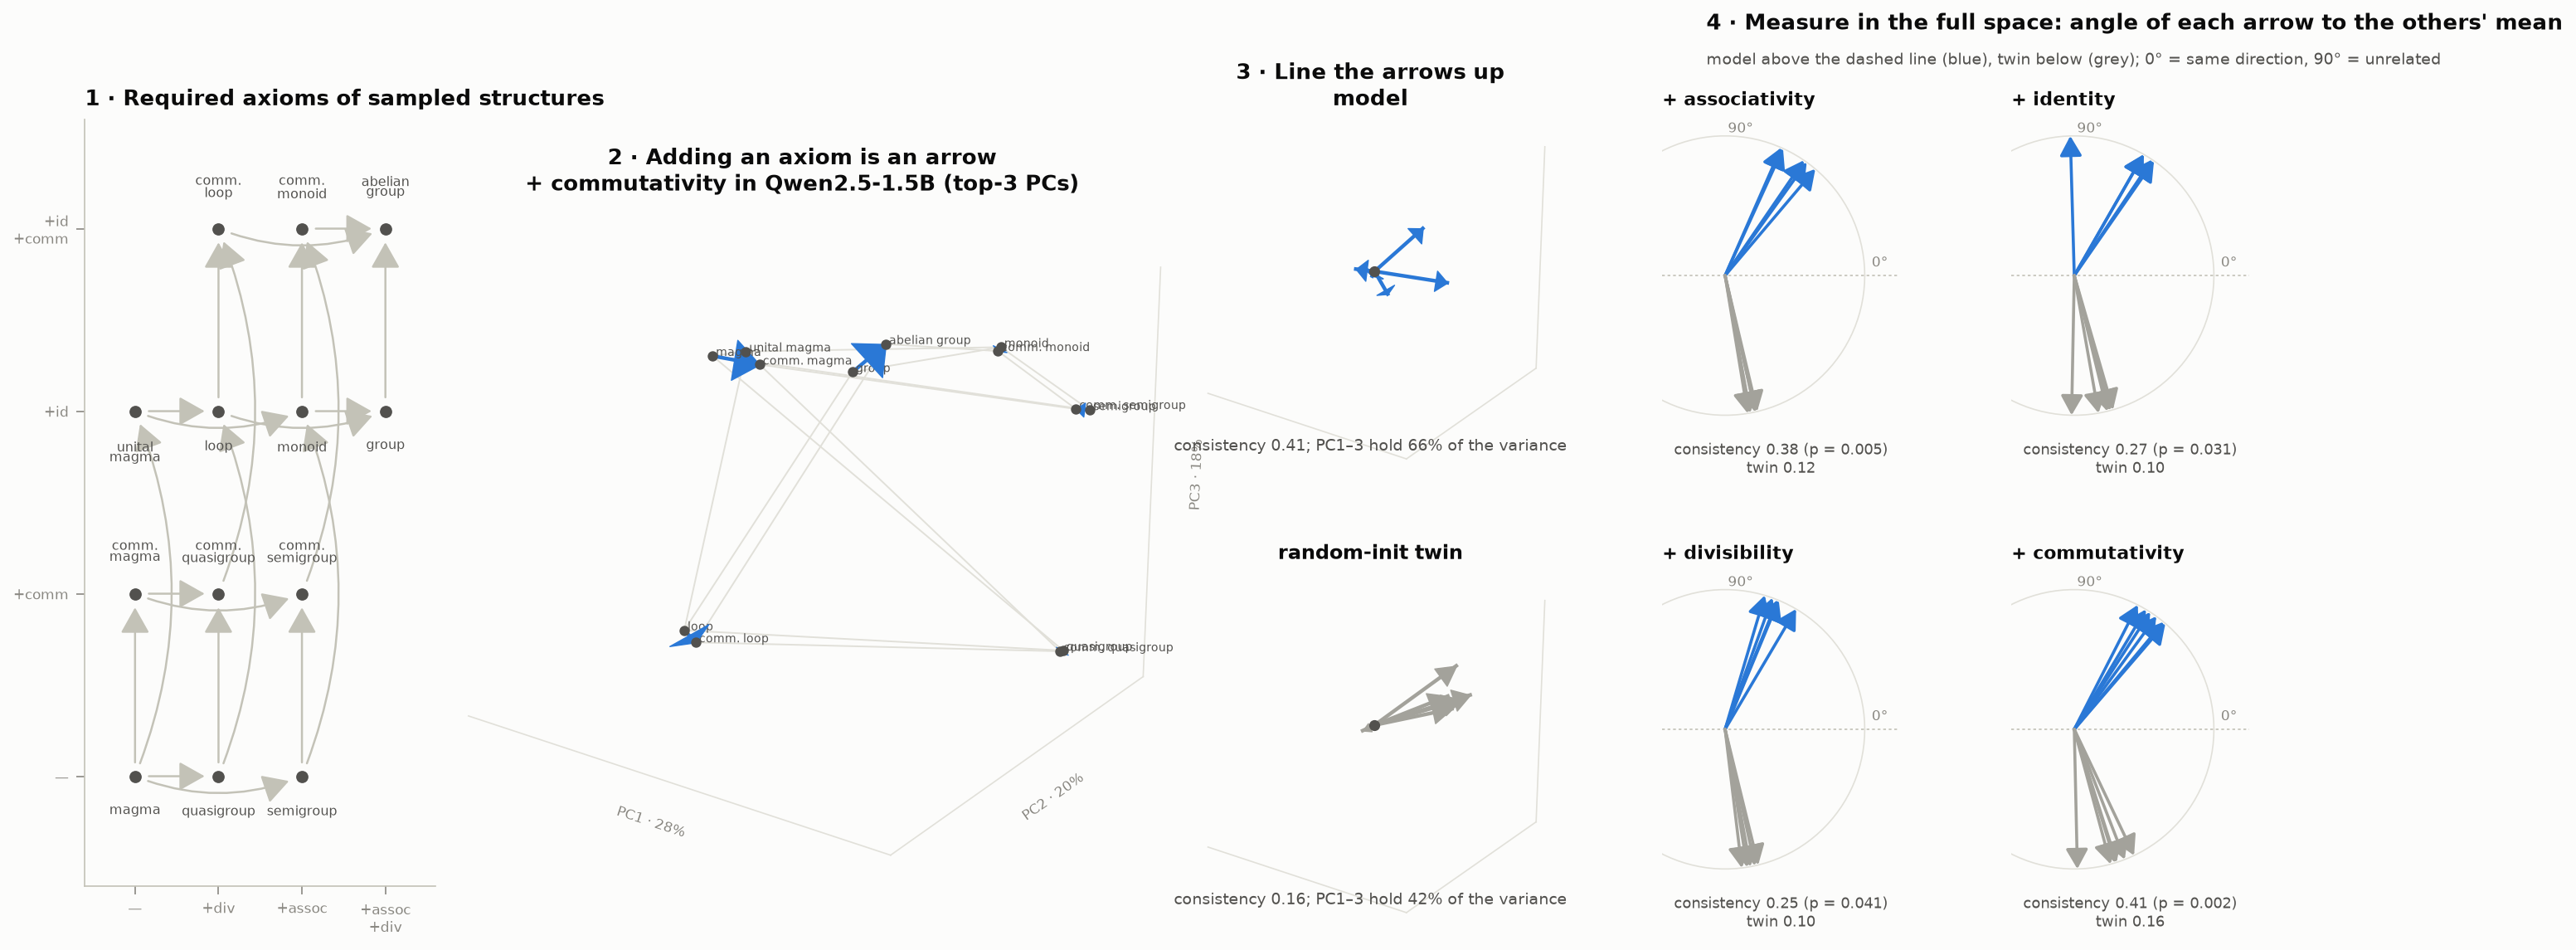 4 · Measure in the full space: angle of each arrow to the others' mean
model above the dashed line (blue), twin below (grey); 0° = same direction, 90° = unrelated
1 · Required axioms of sampled structures
+id
+comm
+id
+comm
—
comm.
loop
comm.
monoid
abelian
group
unital
magma
loop
monoid
group
comm.
magma
comm.
quasigroup
comm.
semigroup
magma
quasigroup
semigroup
—
+div
+assoc
+assoc
+div
2 · Adding an axiom is an arrow
+ commutativity in Qwen2.5-1.5B (top-3 PCs)
magma
unital magma
comm. magma
abelian group
group
monoid
comm. monoid
comm. semigroup
semigroup
loop
comm. loop
quasigroup
comm. quasigroup
PC1 · 28%
PC2 · 20%
PC3 · 18%
3 · Line the arrows up
model
consistency 0.41; PC1–3 hold 66% of the variance
random-init twin
consistency 0.16; PC1–3 hold 42% of the variance
+ associativity
90°
0°
consistency 0.38 (p = 0.005)
twin 0.12
+ identity
90°
0°
consistency 0.27 (p = 0.031)
twin 0.10
+ divisibility
90°
0°
consistency 0.25 (p = 0.041)
twin 0.10
+ commutativity
90°
0°
consistency 0.41 (p = 0.002)
twin 0.16